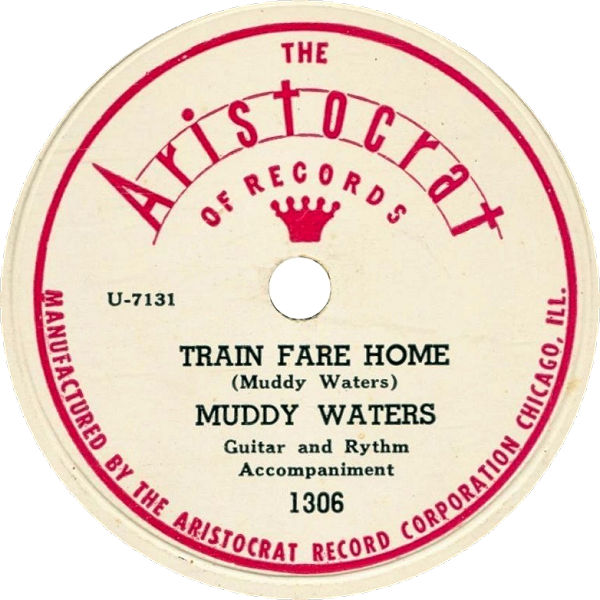 THE
Aristocrat
OF RECORDS
U-7131
TRAIN FARE HOME
(Muddy Waters)
MUDDY WATERS
Guitar and Rythm
Accompaniment
1306
MANUFACTURED BY THE ARISTOCRAT RECORD CORPORATION CHICAGO, ILL.